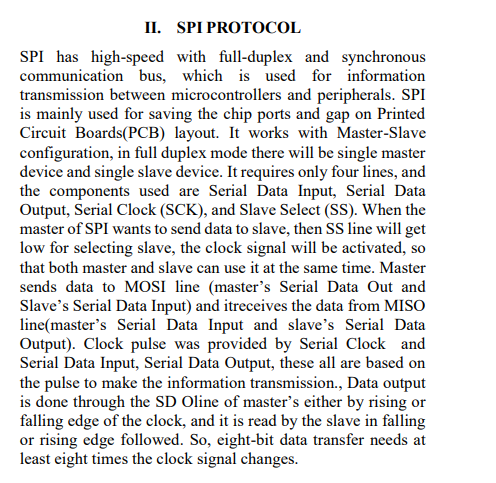 II. SPI PROTOCOL
SPI has high-speed with full-duplex and synchronous
communication bus, which is used for information
transmission between microcontrollers and peripherals. SPI
is mainly used for saving the chip ports and gap on Printed
Circuit Boards(PCB) layout. It works with Master-Slave
configuration, in full duplex mode there will be single master
device and single slave device. It requires only four lines, and
the components used are Serial Data Input, Serial Data
Output, Serial Clock (SCK), and Slave Select (SS). When the
master of SPI wants to send data to slave, then SS line will get
low for selecting slave, the clock signal will be activated, so
that both master and slave can use it at the same time. Master
sends data to MOSI line (master’s Serial Data Out and
Slave’s Serial Data Input) and itreceives the data from MISO
line(master’s Serial Data Input and slave’s Serial Data
Output). Clock pulse was provided by Serial Clock and
Serial Data Input, Serial Data Output, these all are based on
the pulse to make the information transmission., Data output
is done through the SD Oline of master’s either by rising or
falling edge of the clock, and it is read by the slave in falling
or rising edge followed. So, eight-bit data transfer needs at
least eight times the clock signal changes.